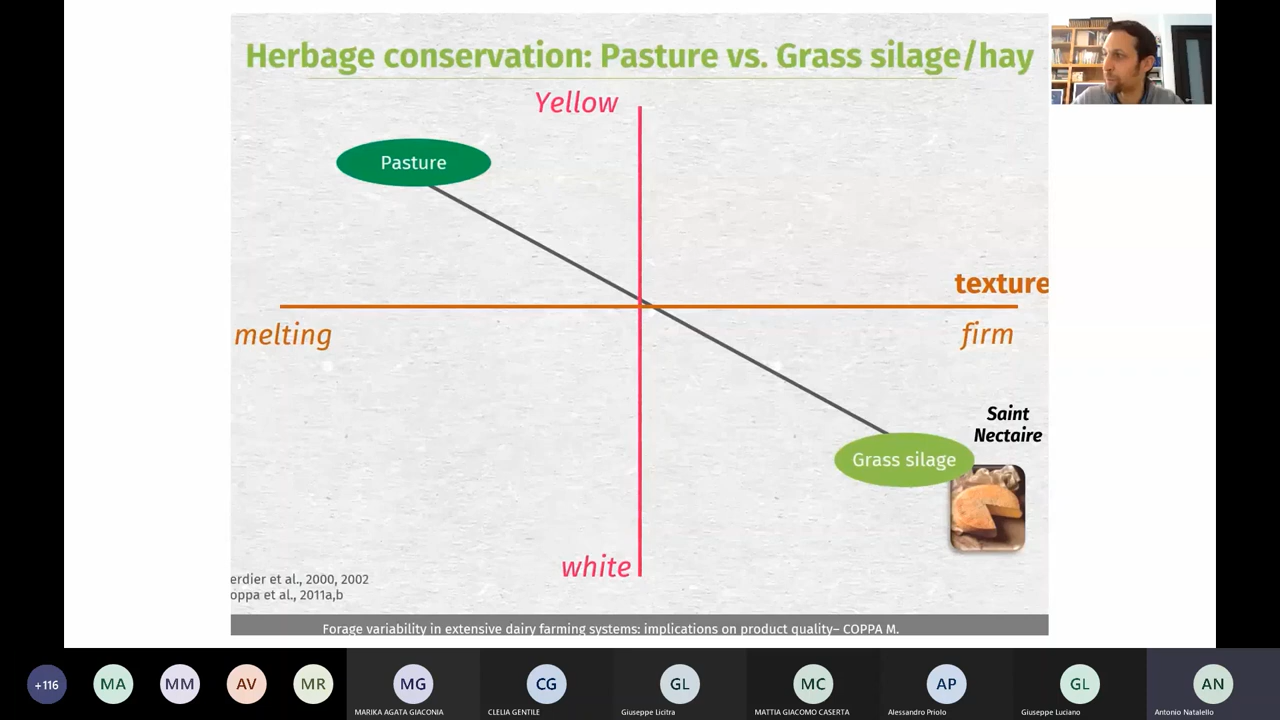 Herbage conservation: Pasture vs. Grass silage/hay
Yellow
Pasture
texture
melting
firm
Saint
Nectaire
Grass silage
white
erdier et al., 2000, 2002
oppa et al., 2011a,b
Forage variability in extensive dairy farming systems: implications on product quality– COPPA M.
+116
MA
MM
AV
MR
MG
CG
GL
MC
AP
GL
AN
MARIKA AGATA GIACONIA
CLELIA GENTILE
Giuseppe Licitra
MATTIA GIACOMO CASERTA
Alessandro Priolo
Giuseppe Luciano
Antonio Natalello